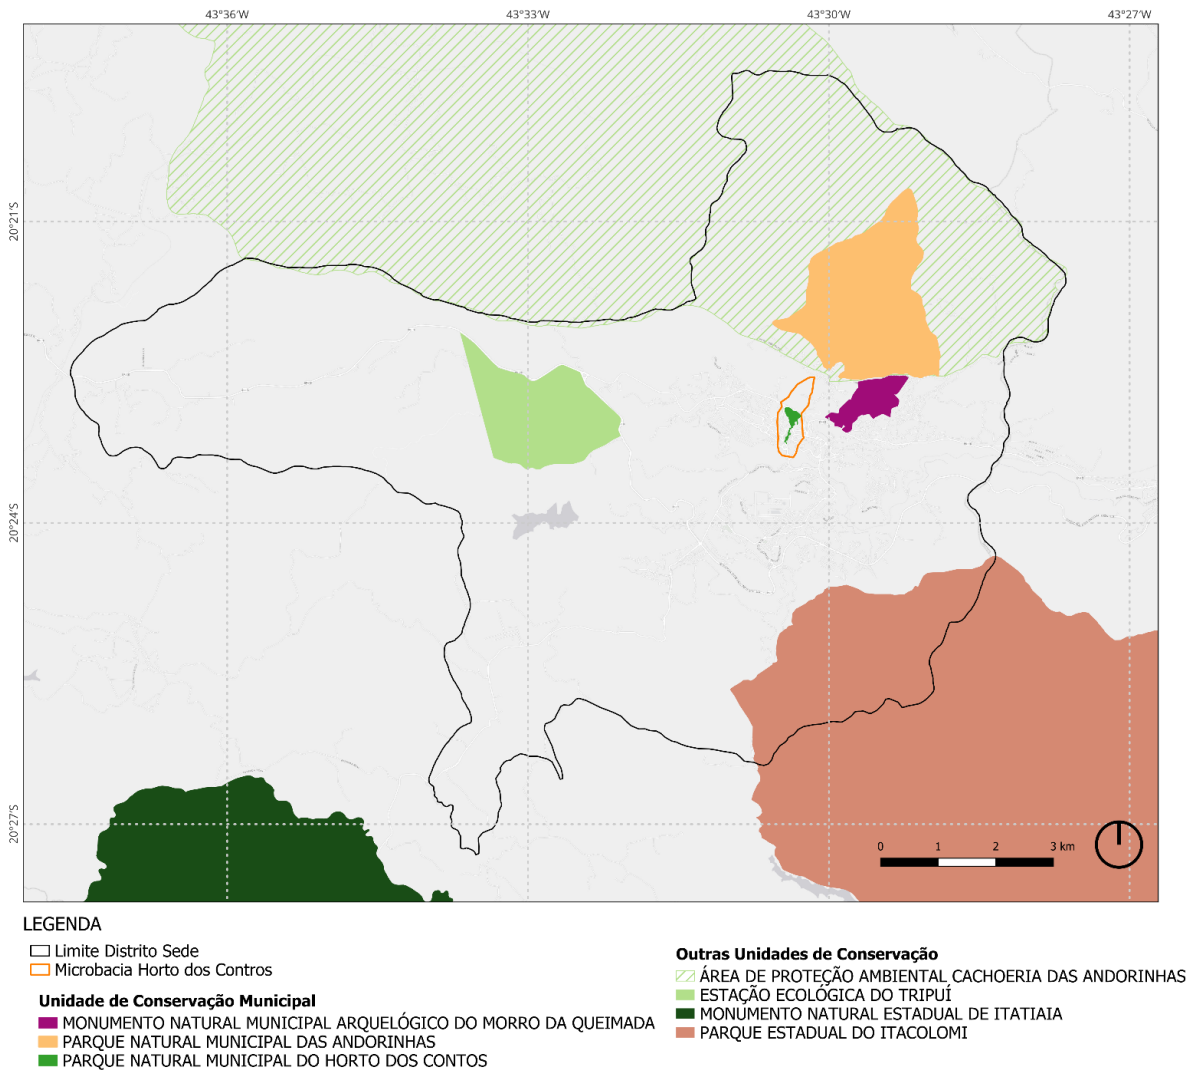 43°36'W 43°33'W 43°30'W 43°27'W
20°21'S
20°24'S
20°27'S
0 1 2 3 km
LEGENDA
Limite Distrito Sede
Microbacia Horto dos Contros
Unidade de Conservação Municipal
MONUMENTO NATURAL MUNICIPAL ARQUELÓGICO DO MORRO DA QUEIMADA
PARQUE NATURAL MUNICIPAL DAS ANDORINHAS
PARQUE NATURAL MUNICIPAL DO HORTO DOS CONTOS
Outras Unidades de Conservação
ÁREA DE PROTEÇÃO AMBIENTAL CACHOERIA DAS ANDORINHAS
ESTAÇÃO ECOLÓGICA DO TRIPUÍ
MONUMENTO NATURAL ESTADUAL DE ITATIAIA
PARQUE ESTADUAL DO ITACOLOMI